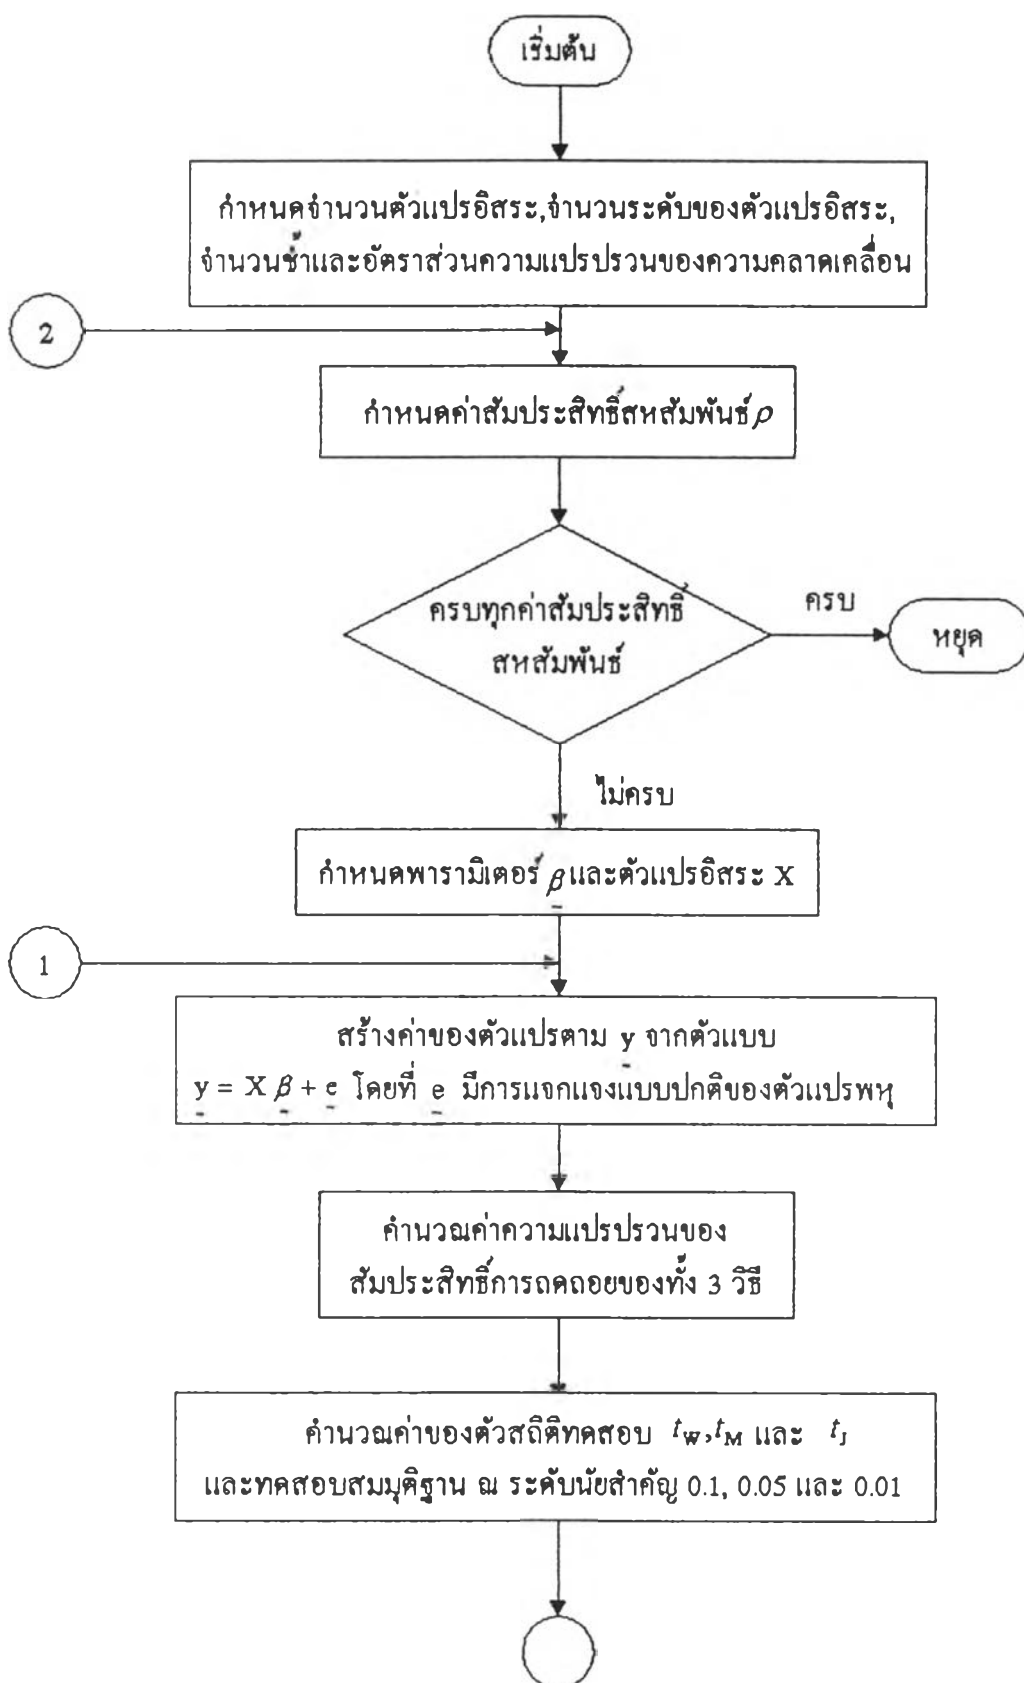 เริ่มต้น
กำหนดจำนวนตัวแปรอิสระ,จำนวนระดับของตัวแปรอิสระ,
จำนวนซ้ำและอัตราส่วนความแปรปรวนของความคลาดเคลื่อน
2
กำหนดค่าสัมประสิทธิ์สหสัมพันธ์ ρ
ครบทุกค่าสัมประสิทธิ์
สหสัมพันธ์
ครบ
หยุด
ไม่ครบ
กำหนดพารามิเตอร์ β และตัวแปรอิสระ X
1
สร้างค่าของตัวแปรตาม y จากตัวแบบ
y = X β + e โดยที่ e มีการแจกแจงแบบปกติของตัวแปรพหุ
คำนวณค่าความแปรปรวนของ
สัมประสิทธิ์การถดถอยของทั้ง 3 วิธี
คำนวณค่าของตัวสถิติทดสอบ t_W, t_M และ t_J
และทดสอบสมมุติฐาน ณ ระดับนัยสำคัญ 0.1, 0.05 และ 0.01